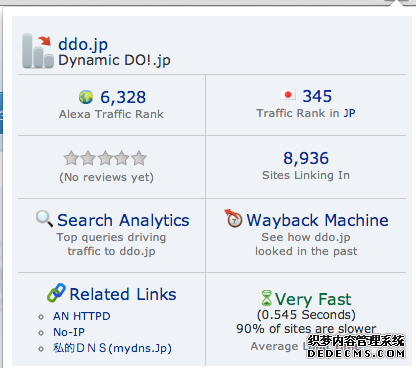 ddo.jp
Dynamic DO!.jp
6,328
Alexa Traffic Rank
345
Traffic Rank in JP
(No reviews yet)
8,936
Sites Linking In
Search Analytics
Top queries driving
traffic to ddo.jp
Wayback Machine
See how ddo.jp
looked in the past
Related Links
AN HTTPD
No-IP
私的ＤＮＳ(mydns.Jp)
Very Fast
(0.545 Seconds)
90% of sites are slower
Average Load Time
织梦内容管理系统
DEDECMS.COM